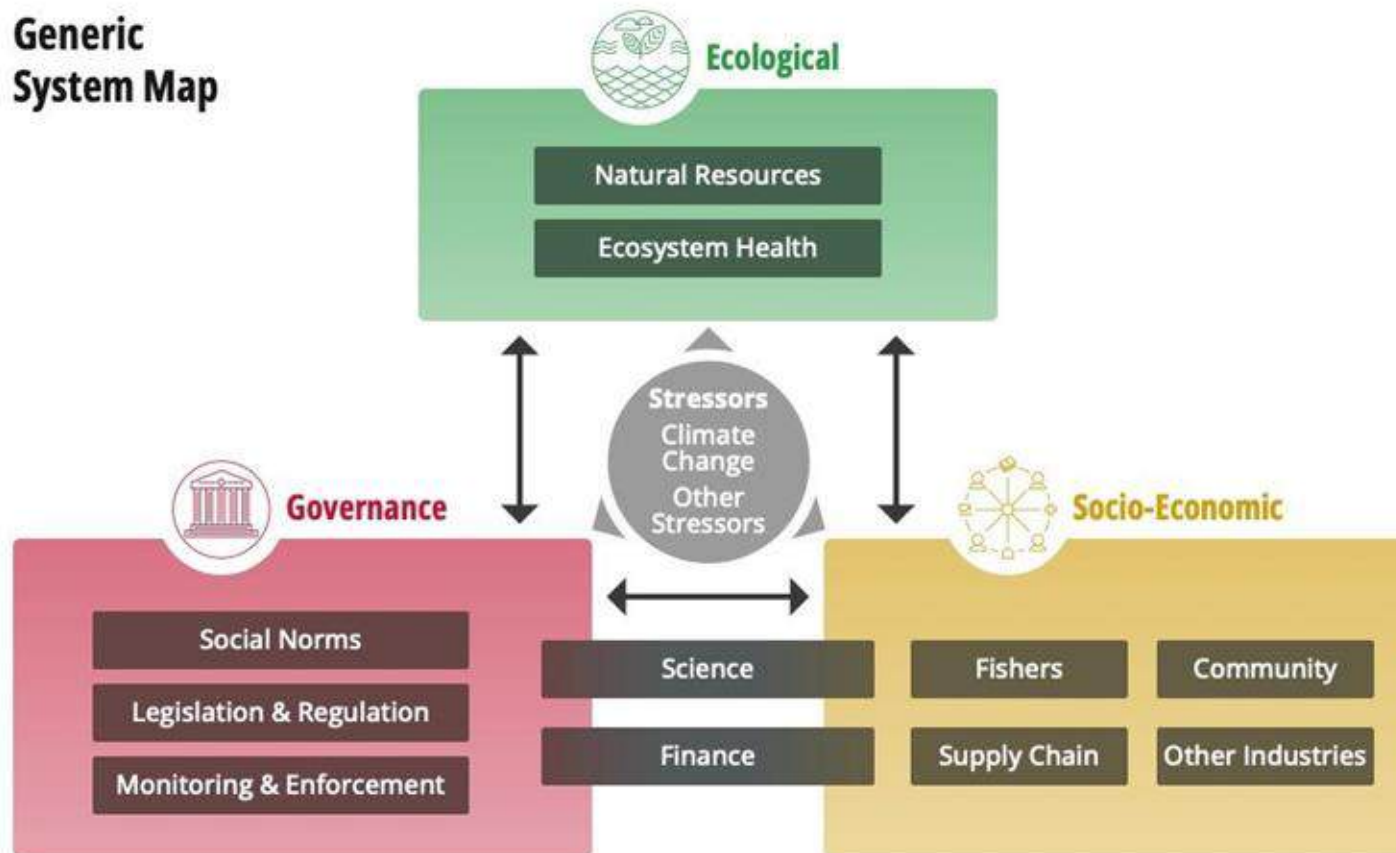 Generic
System Map
Ecological
Natural Resources
Ecosystem Health
Stressors
Climate
Change
Other
Stressors
Governance
Socio-Economic
Social Norms
Legislation & Regulation
Monitoring & Enforcement
Science
Finance
Fishers
Community
Supply Chain
Other Industries